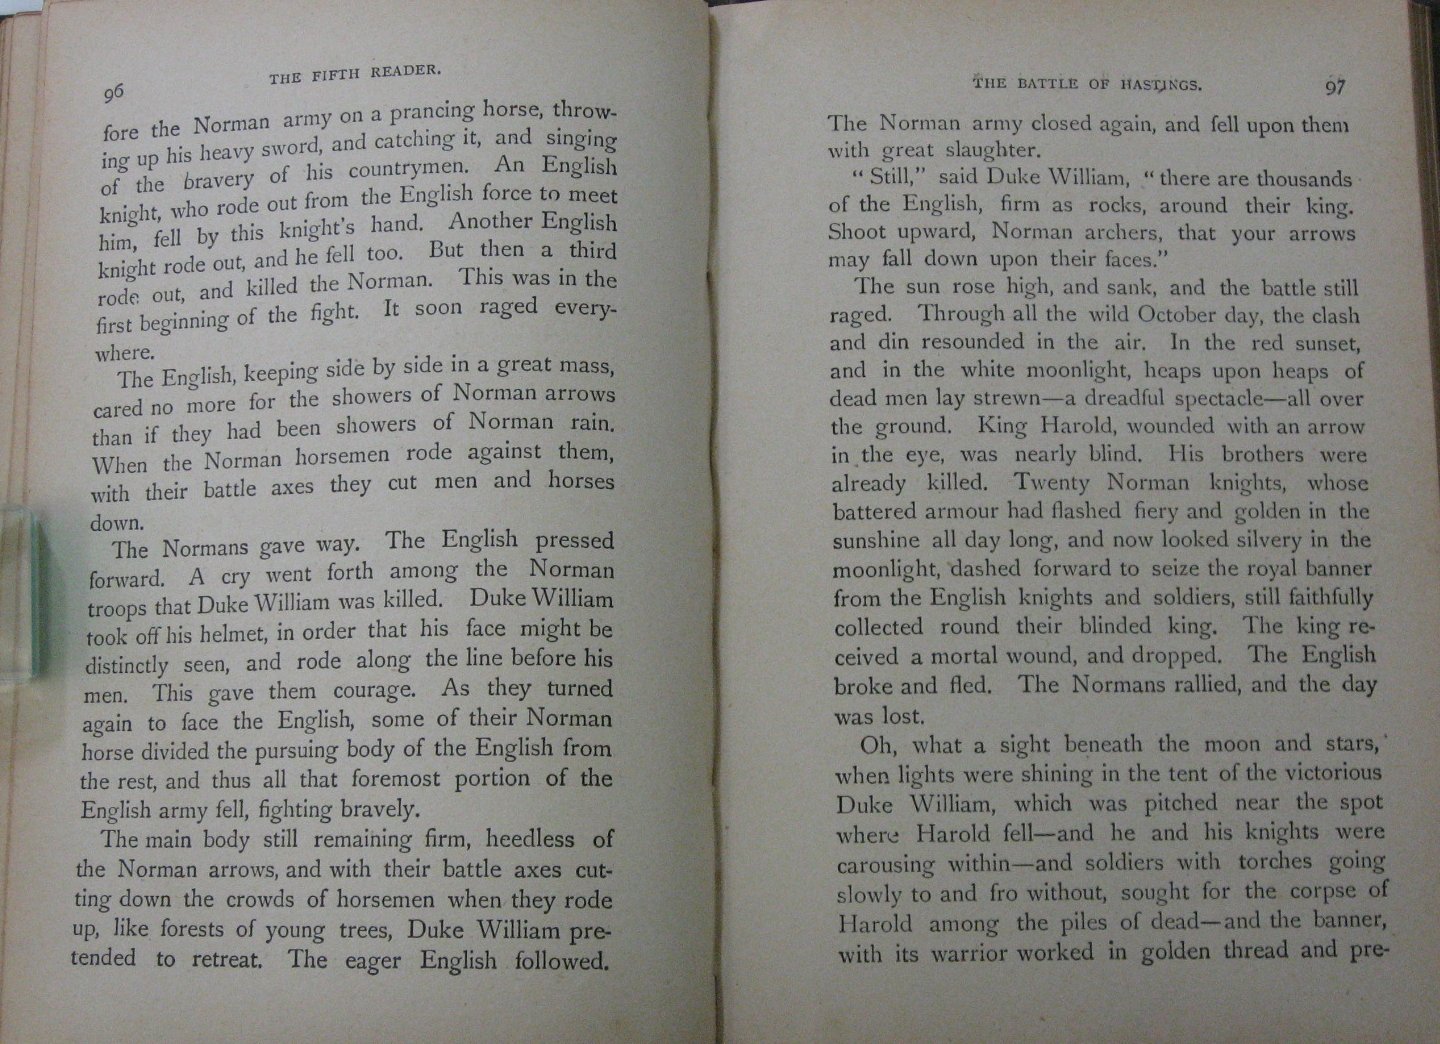 96
THE FIFTH READER.
fore the Norman army on a prancing horse, throw-
ing up his heavy sword, and catching it, and singing
of the bravery of his countrymen. An English
knight, who rode out from the English force to meet
him, fell by this knight's hand. Another English
knight rode out, and he fell too. But then a third
rode out, and killed the Norman. This was in the
first beginning of the fight. It soon raged every-
where.
The English, keeping side by side in a great mass,
cared no more for the showers of Norman arrows
than if they had been showers of Norman rain.
When the Norman horsemen rode against them,
with their battle axes they cut men and horses
down.
The Normans gave way. The English pressed
forward. A cry went forth among the Norman
troops that Duke William was killed. Duke William
took off his helmet, in order that his face might be
distinctly seen, and rode along the line before his
men. This gave them courage. As they turned
again to face the English, some of their Norman
horse divided the pursuing body of the English from
the rest, and thus all that foremost portion of the
English army fell, fighting bravely.
The main body still remaining firm, heedless of
the Norman arrows, and with their battle axes cut-
ting down the crowds of horsemen when they rode
up, like forests of young trees, Duke William pre-
tended to retreat. The eager English followed.
THE BATTLE OF HASTINGS.
97
The Norman army closed again, and fell upon them
with great slaughter.
"Still," said Duke William, "there are thousands
of the English, firm as rocks, around their king.
Shoot upward, Norman archers, that your arrows
may fall down upon their faces."
The sun rose high, and sank, and the battle still
raged. Through all the wild October day, the clash
and din resounded in the air. In the red sunset,
and in the white moonlight, heaps upon heaps of
dead men lay strewn—a dreadful spectacle—all over
the ground. King Harold, wounded with an arrow
in the eye, was nearly blind. His brothers were
already killed. Twenty Norman knights, whose
battered armour had flashed fiery and golden in the
sunshine all day long, and now looked silvery in the
moonlight, dashed forward to seize the royal banner
from the English knights and soldiers, still faithfully
collected round their blinded king. The king re-
ceived a mortal wound, and dropped. The English
broke and fled. The Normans rallied, and the day
was lost.
Oh, what a sight beneath the moon and stars,
when lights were shining in the tent of the victorious
Duke William, which was pitched near the spot
where Harold fell—and he and his knights were
carousing within—and soldiers with torches going
slowly to and fro without, sought for the corpse of
Harold among the piles of dead—and the banner,
with its warrior worked in golden thread and pre-